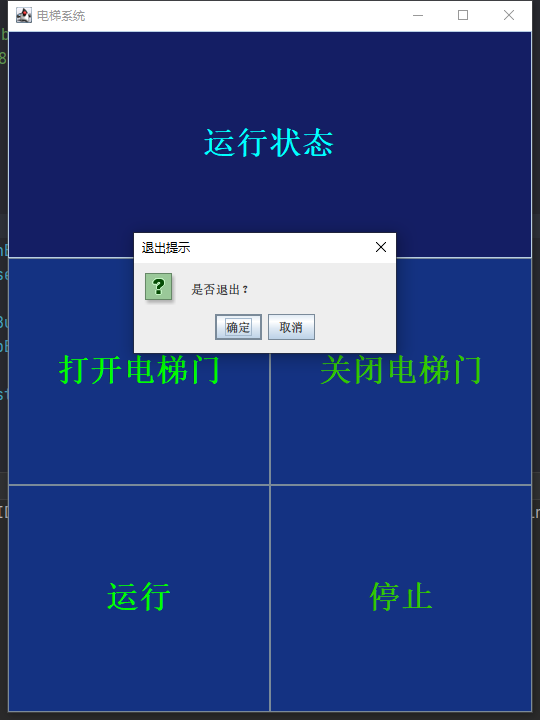 电梯系统
运行状态
退出提示
是否退出？
确定 取消
打开电梯门 关闭电梯门
运行 停止